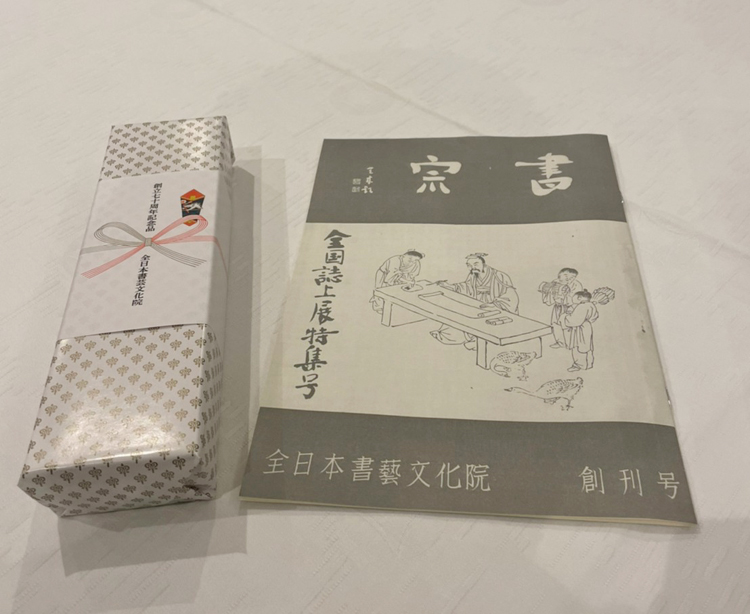 創立七十周年記念品
全日本書芸文化院
書宗
全国誌上展特集号
全日本書藝文化院
創刊号